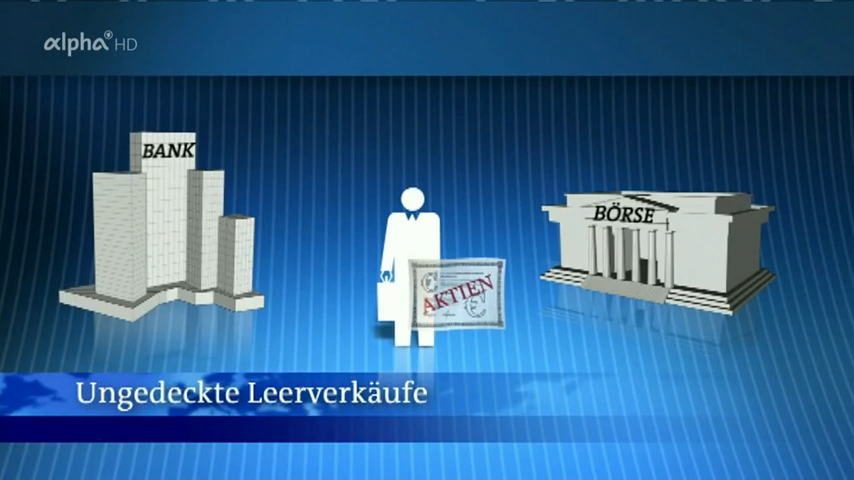 alpha HD
BANK
BÖRSE
AKTIEN
Ungedeckte Leerverkäufe